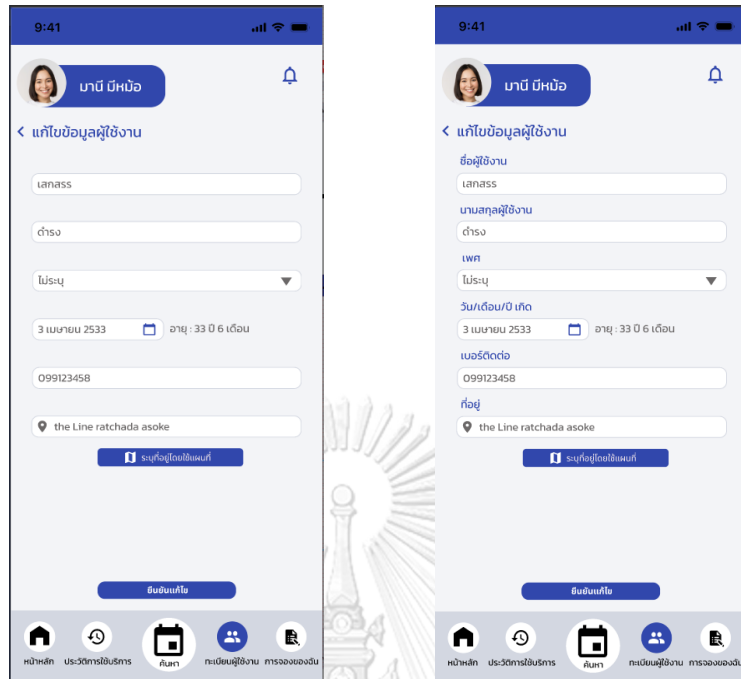 9:41
มานี มีหม้อ
แก้ไขข้อมูลผู้ใช้งาน
เสกสรร
ดำรง
ไม่ระบุ
3 เมษายน 2533
อายุ : 33 ปี 6 เดือน
099123458
the Line ratchada asoke
ระบุที่อยู่โดยใช้แผนที่
ยืนยันแก้ไข
หน้าหลัก
ประวัติการใช้บริการ
ค้นหา
ทะเบียนผู้ใช้งาน
การจองของฉัน
9:41
มานี มีหม้อ
แก้ไขข้อมูลผู้ใช้งาน
ชื่อผู้ใช้งาน
เสกสรร
นามสกุลผู้ใช้งาน
ดำรง
เพศ
ไม่ระบุ
วัน/เดือน/ปี เกิด
3 เมษายน 2533
อายุ : 33 ปี 6 เดือน
เบอร์ติดต่อ
099123458
ที่อยู่
the Line ratchada asoke
ระบุที่อยู่โดยใช้แผนที่
ยืนยันแก้ไข
หน้าหลัก
ประวัติการใช้บริการ
ค้นหา
ทะเบียนผู้ใช้งาน
การจองของฉัน